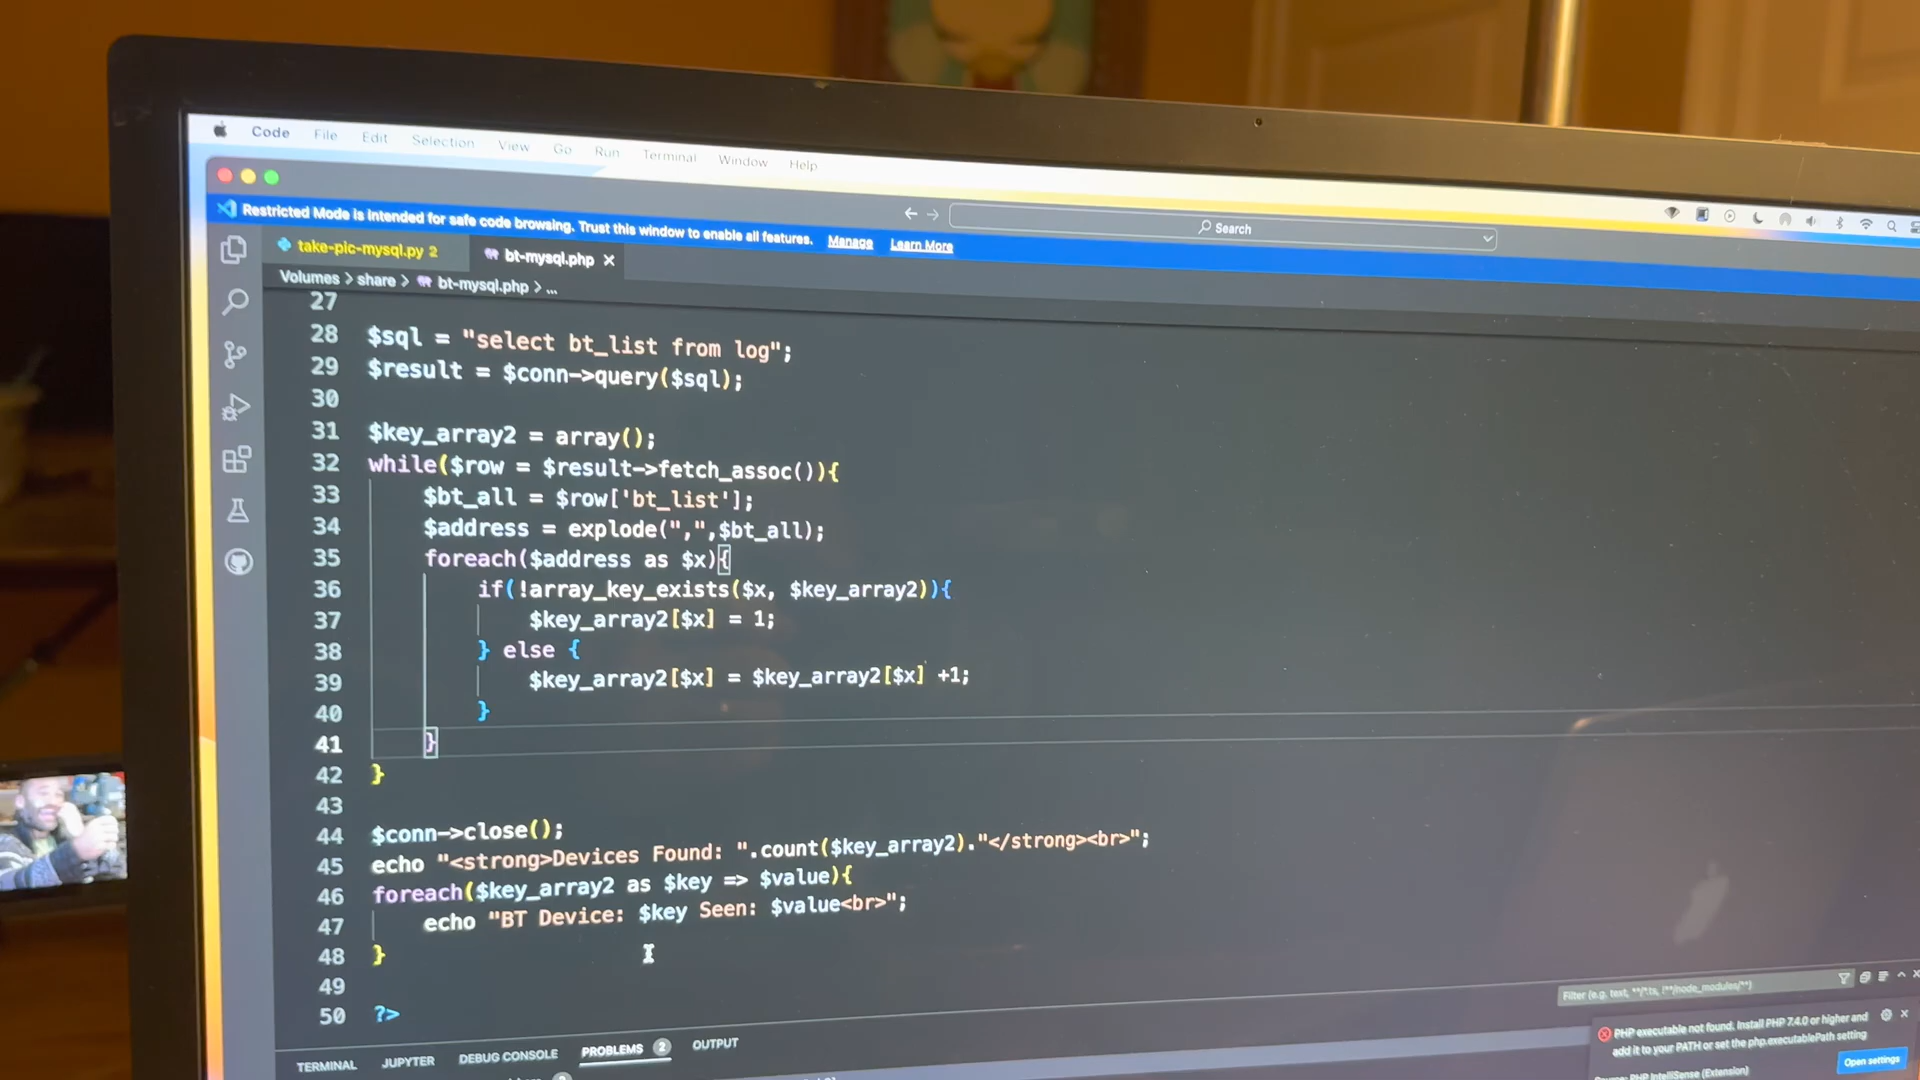 Code File Edit Selection View Go Run Terminal Window Help
Restricted Mode is intended for safe code browsing. Trust this window to enable all features. Manage Learn More
Search
take-pic-mysql.py 2
bt-mysql.php
Volumes > share > bt-mysql.php > ...
27
28 $sql = "select bt_list from log";
29 $result = $conn->query($sql);
30
31 $key_array2 = array();
32 while($row = $result->fetch_assoc()){
33 $bt_all = $row['bt_list'];
34 $address = explode(",",$bt_all);
35 foreach($address as $x){
36 if(!array_key_exists($x, $key_array2)){
37 $key_array2[$x] = 1;
38 } else {
39 $key_array2[$x] = $key_array2[$x] +1;
40 }
41 }
42 }
43
44 $conn->close();
45 echo "<strong>Devices Found: ".count($key_array2)."</strong><br>";
46 foreach($key_array2 as $key => $value){
47 echo "BT Device: $key Seen: $value<br>";
48 }
49
50 ?>
TERMINAL JUPYTER DEBUG CONSOLE PROBLEMS 2 OUTPUT
Filter (e.g. text, **/*.ts, !**/node_modules/**)
PHP executable not found. Install PHP 7.4.0 or higher and
add it to your PATH or set the php.executablePath setting
Open settings
Source: PHP IntelliSense (Extension)